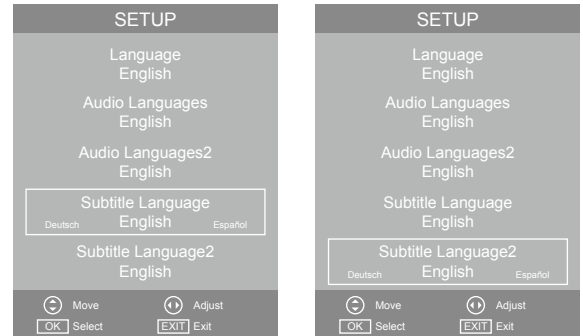 SETUP
Language
English
Audio Languages
English
Audio Languages2
English
Subtitle Language
Deutsch English Español
Subtitle Language2
English
Move Adjust
OK Select EXIT Exit
SETUP
Language
English
Audio Languages
English
Audio Languages2
English
Subtitle Language
English
Subtitle Language2
Deutsch English Español
Move Adjust
OK Select EXIT Exit